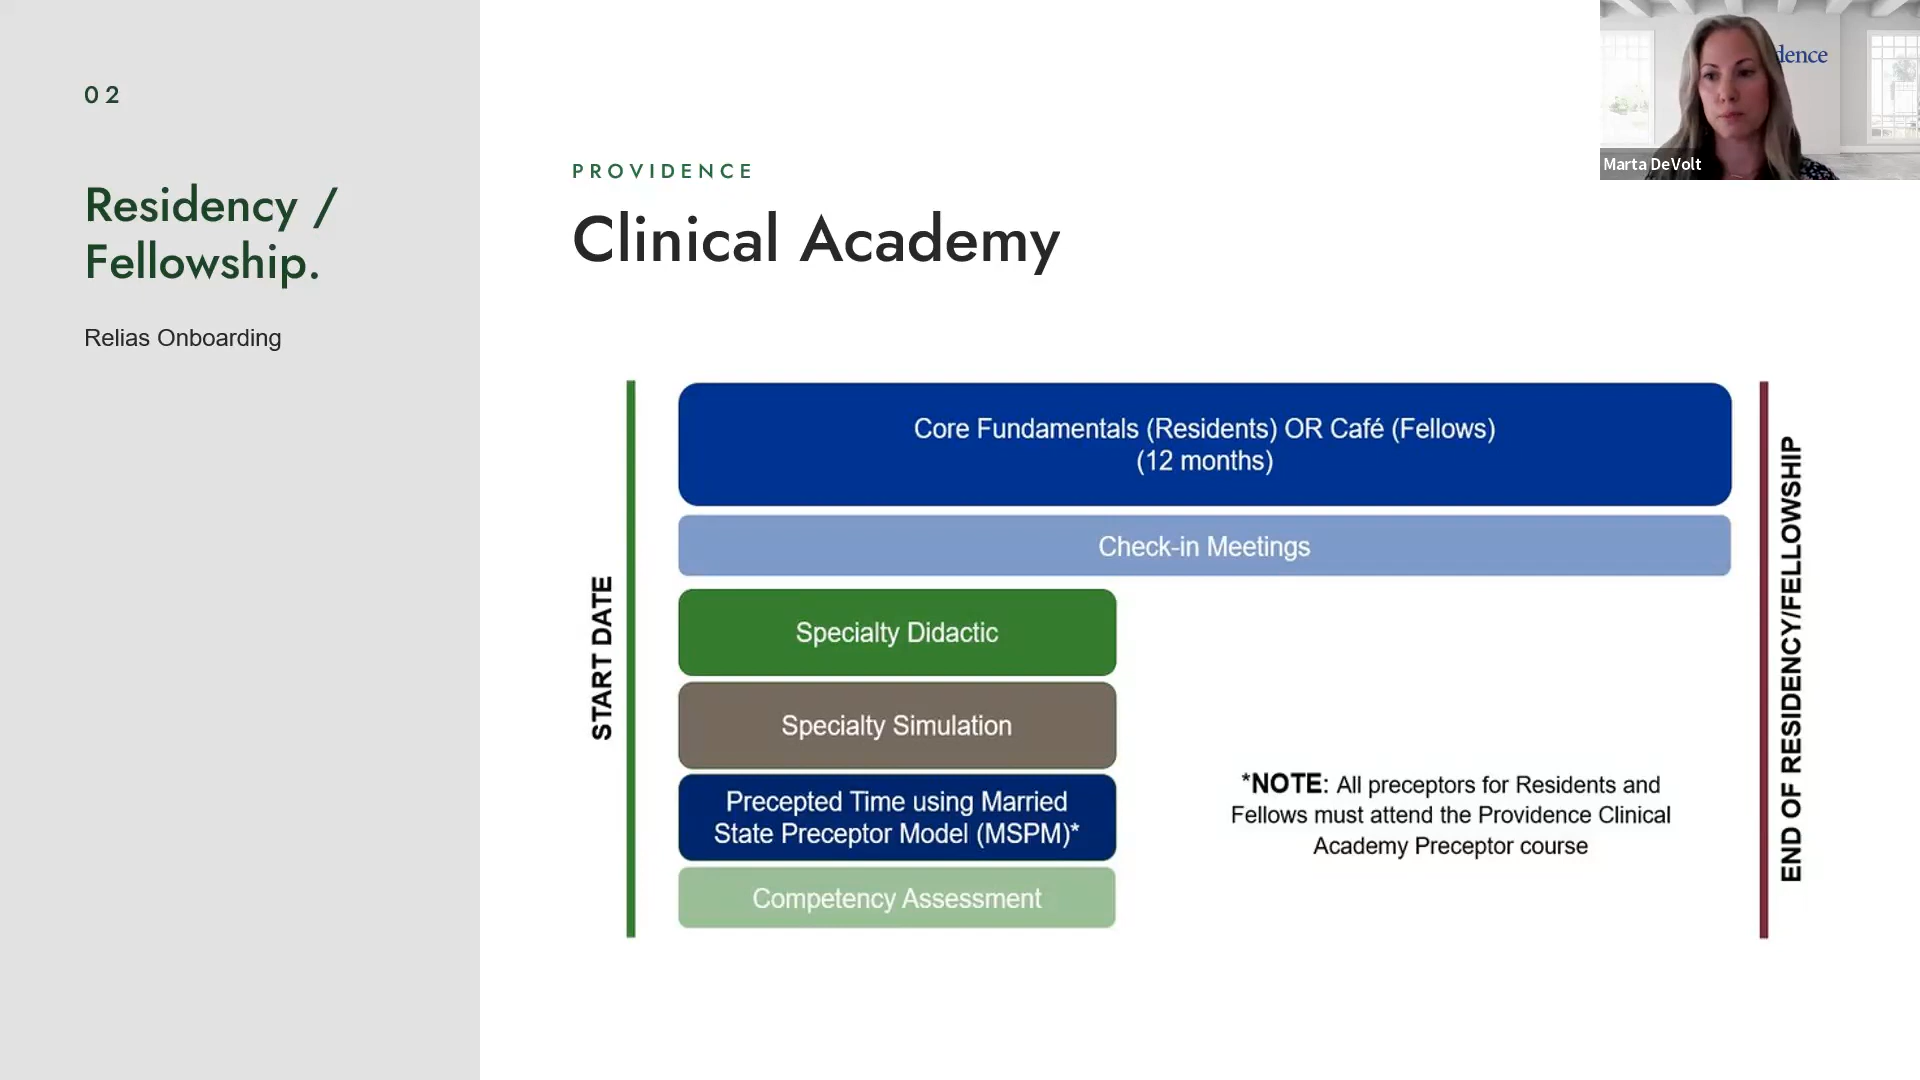 02
Residency /
Fellowship.
Relias Onboarding
PROVIDENCE
Clinical Academy
dence
Marta DeVolt
START DATE
Core Fundamentals (Residents) OR Café (Fellows)
(12 months)
Check-in Meetings
Specialty Didactic
Specialty Simulation
Precepted Time using Married
State Preceptor Model (MSPM)*
Competency Assessment
*NOTE: All preceptors for Residents and
Fellows must attend the Providence Clinical
Academy Preceptor course
END OF RESIDENCY/FELLOWSHIP